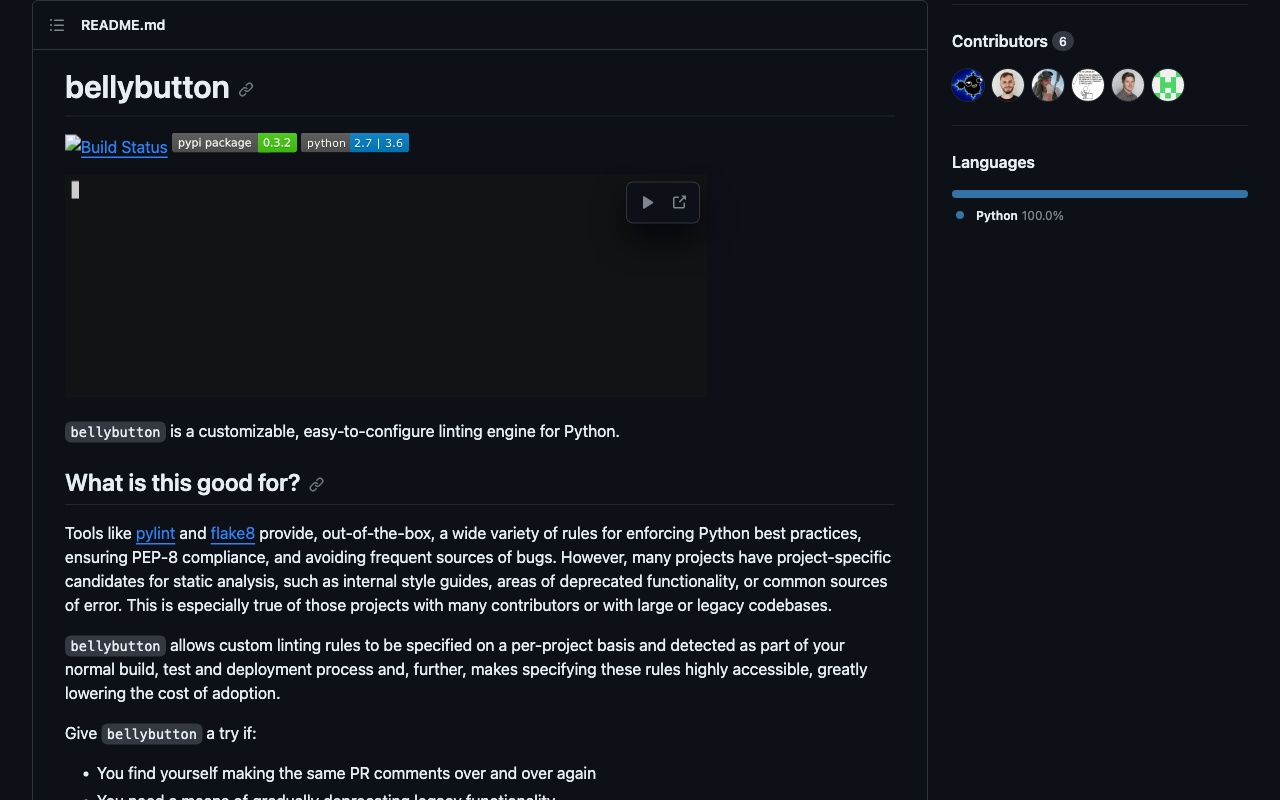 README.md
bellybutton
Build Status pypi package 0.3.2 python 2.7 | 3.6
bellybutton is a customizable, easy-to-configure linting engine for Python.
What is this good for?
Tools like pylint and flake8 provide, out-of-the-box, a wide variety of rules for enforcing Python best practices,
ensuring PEP-8 compliance, and avoiding frequent sources of bugs. However, many projects have project-specific
candidates for static analysis, such as internal style guides, areas of deprecated functionality, or common sources
of error. This is especially true of those projects with many contributors or with large or legacy codebases.
bellybutton allows custom linting rules to be specified on a per-project basis and detected as part of your
normal build, test and deployment process and, further, makes specifying these rules highly accessible, greatly
lowering the cost of adoption.
Give bellybutton a try if:
• You find yourself making the same PR comments over and over again
• You need a means of gradually deprecating legacy functionality
Contributors 6
Languages
Python 100.0%